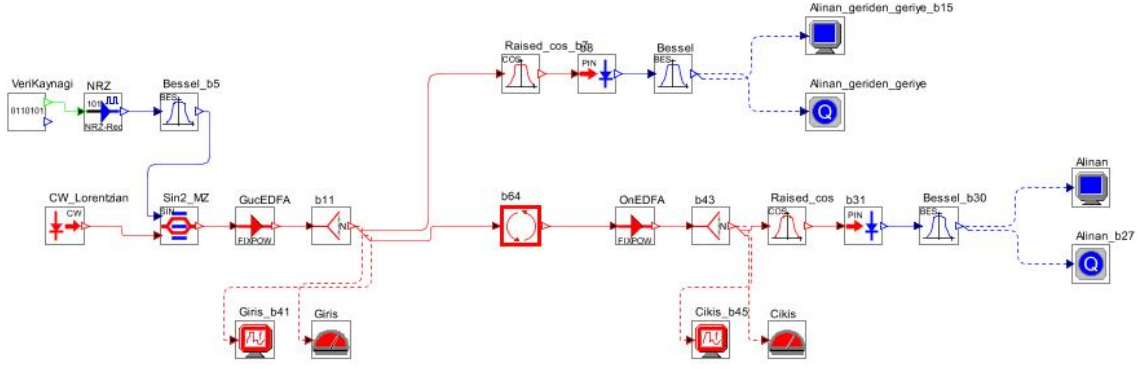 Alinan_geriden_geriye_b15
Raised_cos_b7
b8
Bessel
COS
PIN
BES
VeriKaynagi
NRZ
Bessel_b5
Alinan_geriden_geriye
0110101
101
NRZ-Rec
BES
Q
CW_Lorentzian
Sin2_MZ
GucEDFA
b11
b64
OnEDFA
b43
Raised_cos
b31
Bessel_b30
Alinan
CW
SIN
FIXPOW
N
FIXPOW
N
COS
PIN
BES
Alinan_b27
Q
Giris_b41
Giris
Cikis_b45
Cikis